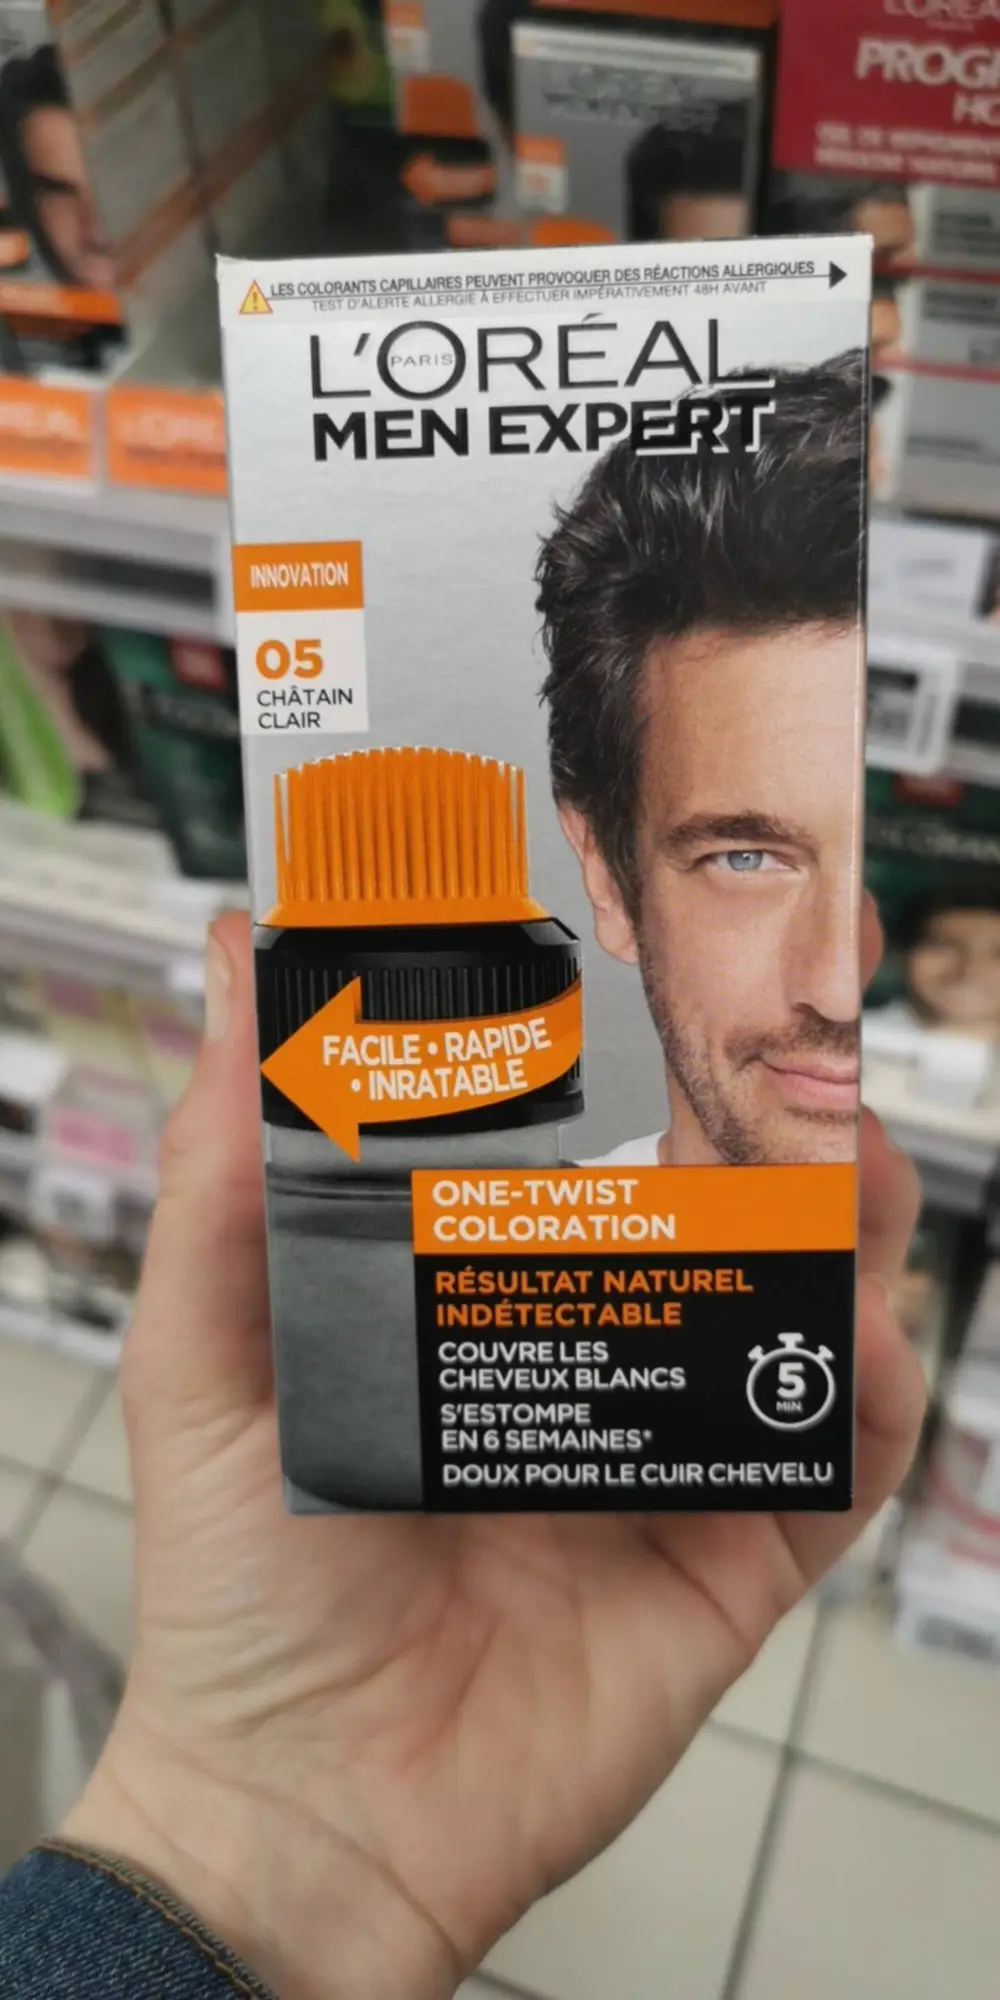 LES COLORANTS CAPILLAIRES PEUVENT PROVOQUER DES RÉACTIONS ALLERGIQUES
TEST D'ALERTE ALLERGIE À EFFECTUER IMPÉRATIVEMENT 48H AVANT
L'ORÉAL
PARIS
MEN EXPERT
INNOVATION
05
CHÂTAIN
CLAIR
FACILE • RAPIDE
• INRATABLE
ONE-TWIST
COLORATION
RÉSULTAT NATUREL
INDÉTECTABLE
COUVRE LES
CHEVEUX BLANCS
5
MIN
S'ESTOMPE
EN 6 SEMAINES*
DOUX POUR LE CUIR CHEVELU